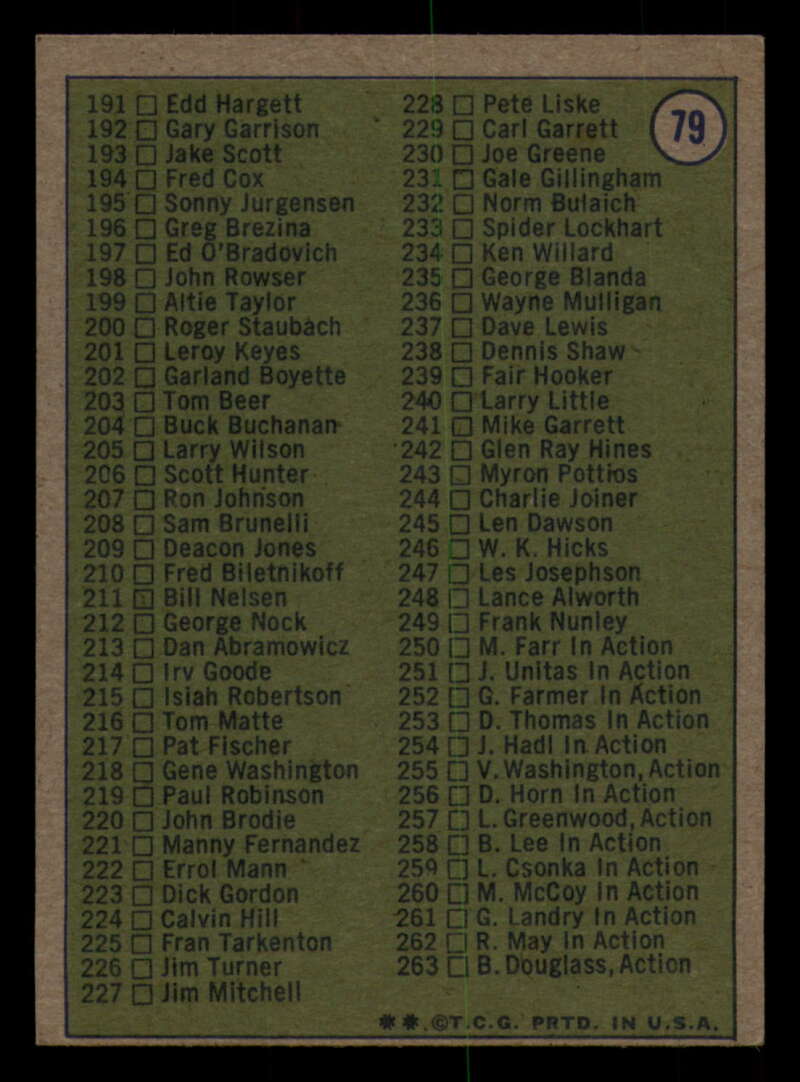 79
191 Edd Hargett
192 Gary Garrison
193 Jake Scott
194 Fred Cox
195 Sonny Jurgensen
196 Greg Brezina
197 Ed O'Bradovich
198 John Rowser
199 Altie Taylor
200 Roger Staubach
201 Leroy Keyes
202 Garland Boyette
203 Tom Beer
204 Buck Buchanan
205 Larry Wilson
206 Scott Hunter
207 Ron Johnson
208 Sam Brunelli
209 Deacon Jones
210 Fred Biletnikoff
211 Bill Nelsen
212 George Nock
213 Dan Abramowicz
214 Irv Goode
215 Isiah Robertson
216 Tom Matte
217 Pat Fischer
218 Gene Washington
219 Paul Robinson
220 John Brodie
221 Manny Fernandez
222 Errol Mann
223 Dick Gordon
224 Calvin Hill
225 Fran Tarkenton
226 Jim Turner
227 Jim Mitchell
228 Pete Liske
229 Carl Garrett
230 Joe Greene
231 Gale Gillingham
232 Norm Bulaich
233 Spider Lockhart
234 Ken Willard
235 George Blanda
236 Wayne Mulligan
237 Dave Lewis
238 Dennis Shaw
239 Fair Hooker
240 Larry Little
241 Mike Garrett
242 Glen Ray Hines
243 Myron Pottios
244 Charlie Joiner
245 Len Dawson
246 W. K. Hicks
247 Les Josephson
248 Lance Alworth
249 Frank Nunley
250 M. Farr In Action
251 J. Unitas In Action
252 G. Farmer In Action
253 D. Thomas In Action
254 J. Hadl In Action
255 V. Washington, Action
256 D. Horn In Action
257 L. Greenwood, Action
258 B. Lee In Action
259 L. Csonka In Action
260 M. McCoy In Action
261 G. Landry In Action
262 R. May In Action
263 B. Douglass, Action
**.©T.C.G. PRTD. IN U.S.A.